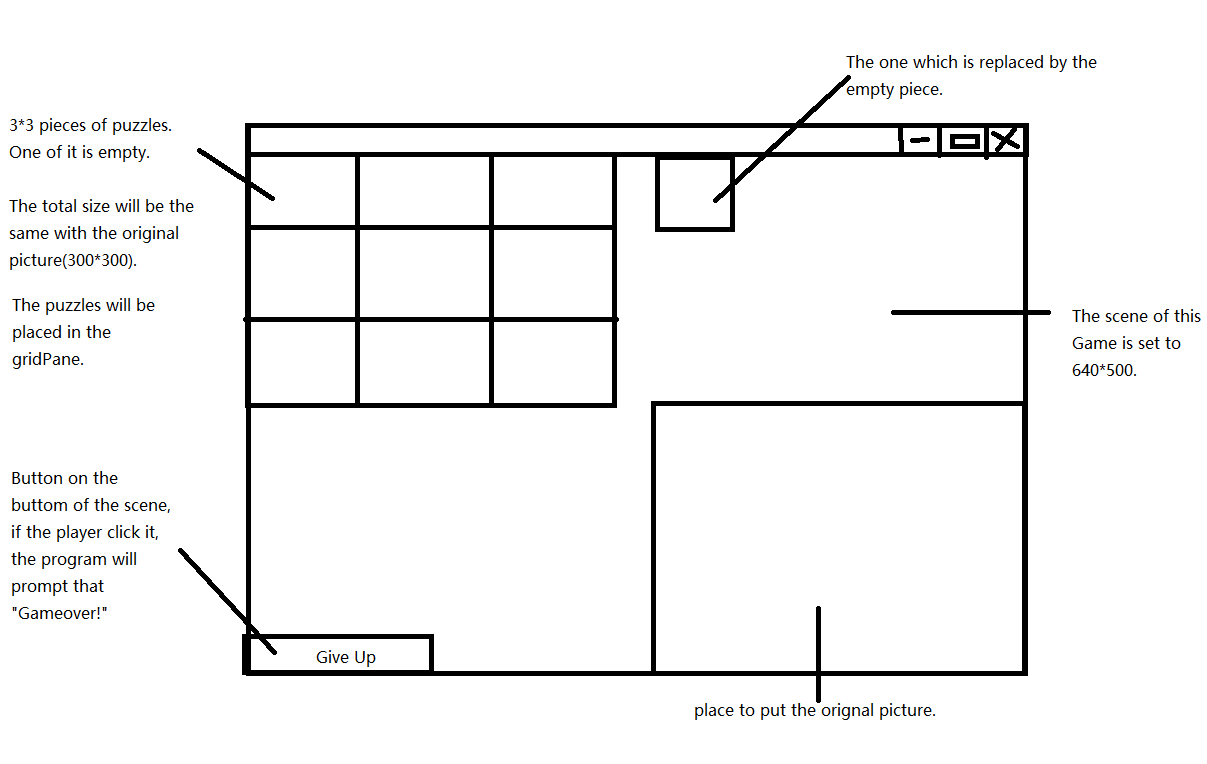 The one which is replaced by the
empty piece.
3*3 pieces of puzzles.
One of it is empty.
The total size will be the
same with the original
picture(300*300).
The puzzles will be
placed in the
gridPane.
The scene of this
Game is set to
640*500.
Button on the
buttom of the scene,
if the player click it,
the program will
prompt that
"Gameover!"
Give Up
place to put the orignal picture.